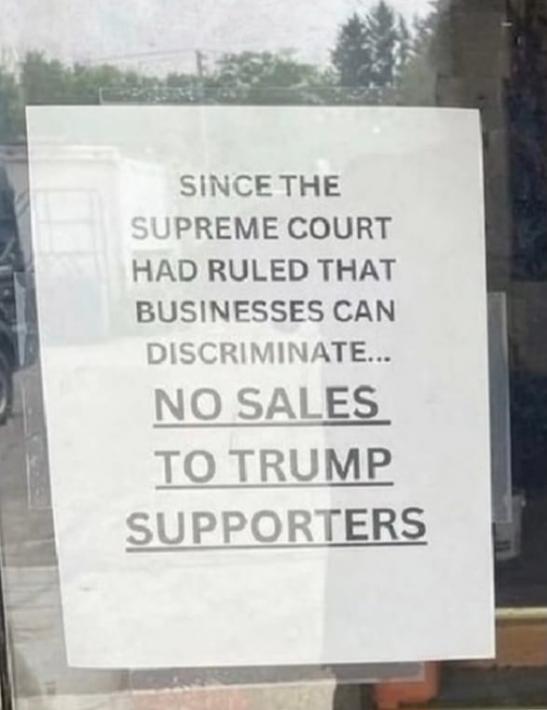 SINCE THE
SUPREME COURT
HAD RULED THAT
BUSINESSES CAN
DISCRIMINATE...
NO SALES
TO TRUMP
SUPPORTERS